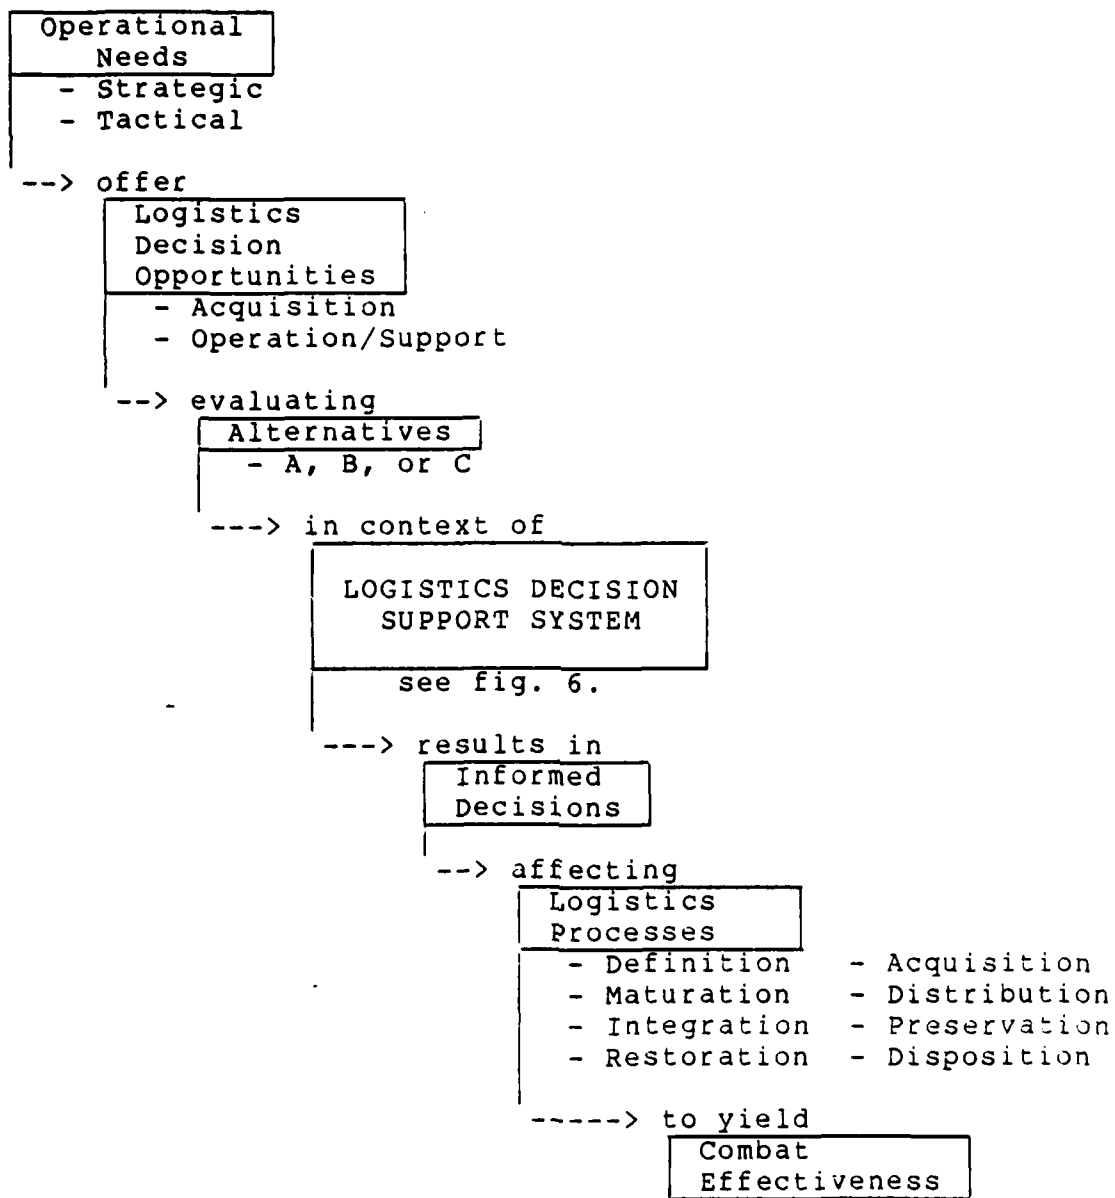 Operational
Needs
- Strategic
- Tactical
--> offer
Logistics
Decision
Opportunities
- Acquisition
- Operation/Support
--> evaluating
Alternatives
- A, B, or C
---> in context of
LOGISTICS DECISION
SUPPORT SYSTEM
see fig. 6.
---> results in
Informed
Decisions
--> affecting
Logistics
Processes
- Definition - Acquisition
- Maturation - Distribution
- Integration - Preservation
- Restoration - Disposition
-----> to yield
Combat
Effectiveness